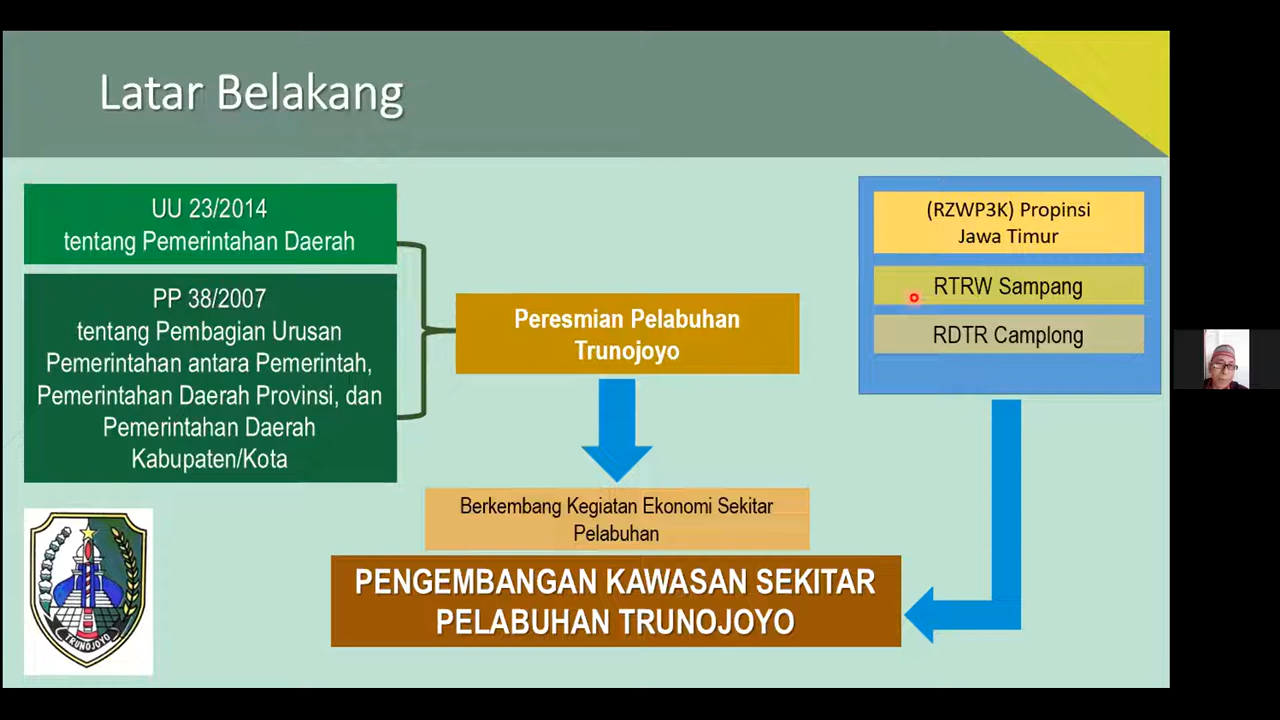 Latar Belakang
UU 23/2014
tentang Pemerintahan Daerah
PP 38/2007
tentang Pembagian Urusan
Pemerintahan antara Pemerintah,
Pemerintahan Daerah Provinsi, dan
Pemerintahan Daerah
Kabupaten/Kota
Peresmian Pelabuhan
Trunojoyo
(RZWP3K) Propinsi
Jawa Timur
RTRW Sampang
RDTR Camplong
Berkembang Kegiatan Ekonomi Sekitar
Pelabuhan
PENGEMBANGAN KAWASAN SEKITAR
PELABUHAN TRUNOJOYO
TRUNOJOYO